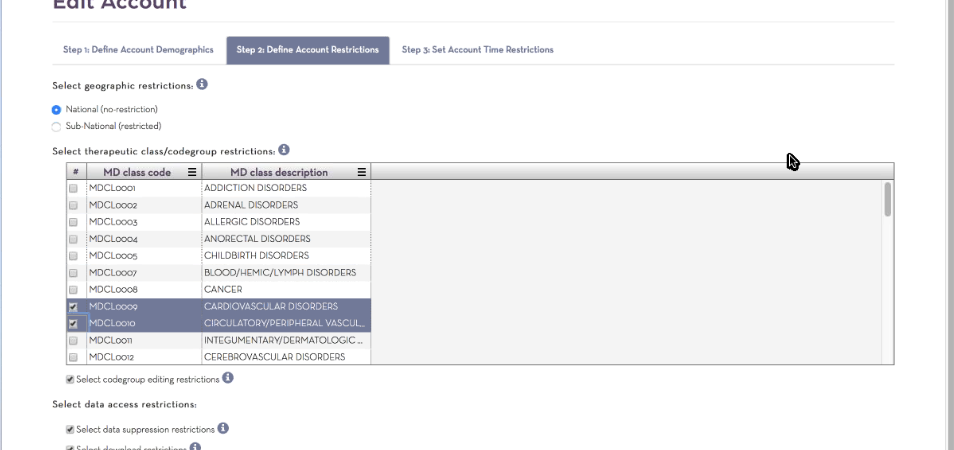 Edit Account
Step 1: Define Account Demographics Step 2: Define Account Restrictions Step 3: Set Account Time Restrictions
Select geographic restrictions:
National (no-restriction)
Sub-National (restricted)
Select therapeutic class/codegroup restrictions:
# MD class code MD class description
MDCL0001 ADDICTION DISORDERS
MDCL0002 ADRENAL DISORDERS
MDCL0003 ALLERGIC DISORDERS
MDCL0004 ANORECTAL DISORDERS
MDCL0005 CHILDBIRTH DISORDERS
MDCL0007 BLOOD/HEMIC/LYMPH DISORDERS
MDCL0008 CANCER
MDCL0009 CARDIOVASCULAR DISORDERS
MDCL0010 CIRCULATORY/PERIPHERAL VASCUL...
MDCL0011 INTEGUMENTARY/DERMATOLOGIC ...
MDCL0012 CEREBROVASCULAR DISORDERS
Select codegroup editing restrictions
Select data access restrictions:
Select data suppression restrictions
Select download restrictions